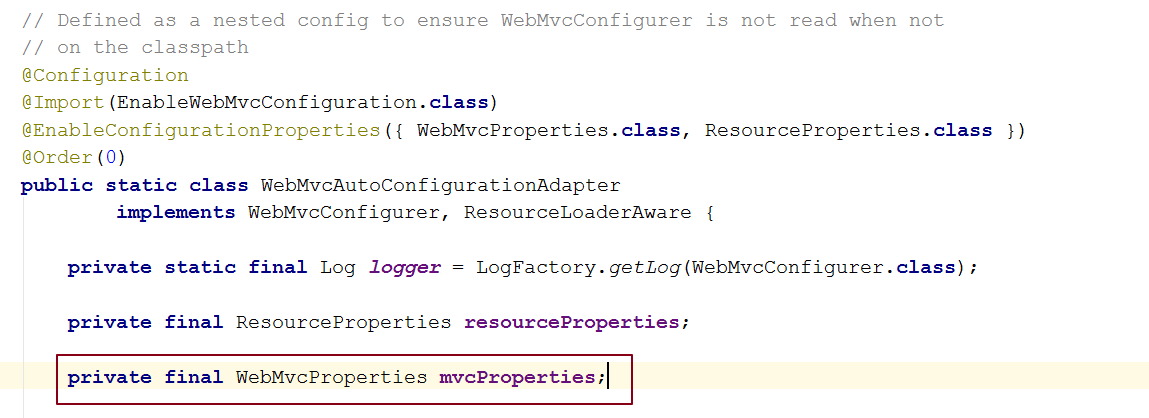 // Defined as a nested config to ensure WebMvcConfigurer is not read when not
// on the classpath
@Configuration
@Import(EnableWebMvcConfiguration.class)
@EnableConfigurationProperties({ WebMvcProperties.class, ResourceProperties.class })
@Order(0)
public static class WebMvcAutoConfigurationAdapter
        implements WebMvcConfigurer, ResourceLoaderAware {
    private static final Log logger = LogFactory.getLog(WebMvcConfigurer.class);
    private final ResourceProperties resourceProperties;
    private final WebMvcProperties mvcProperties;